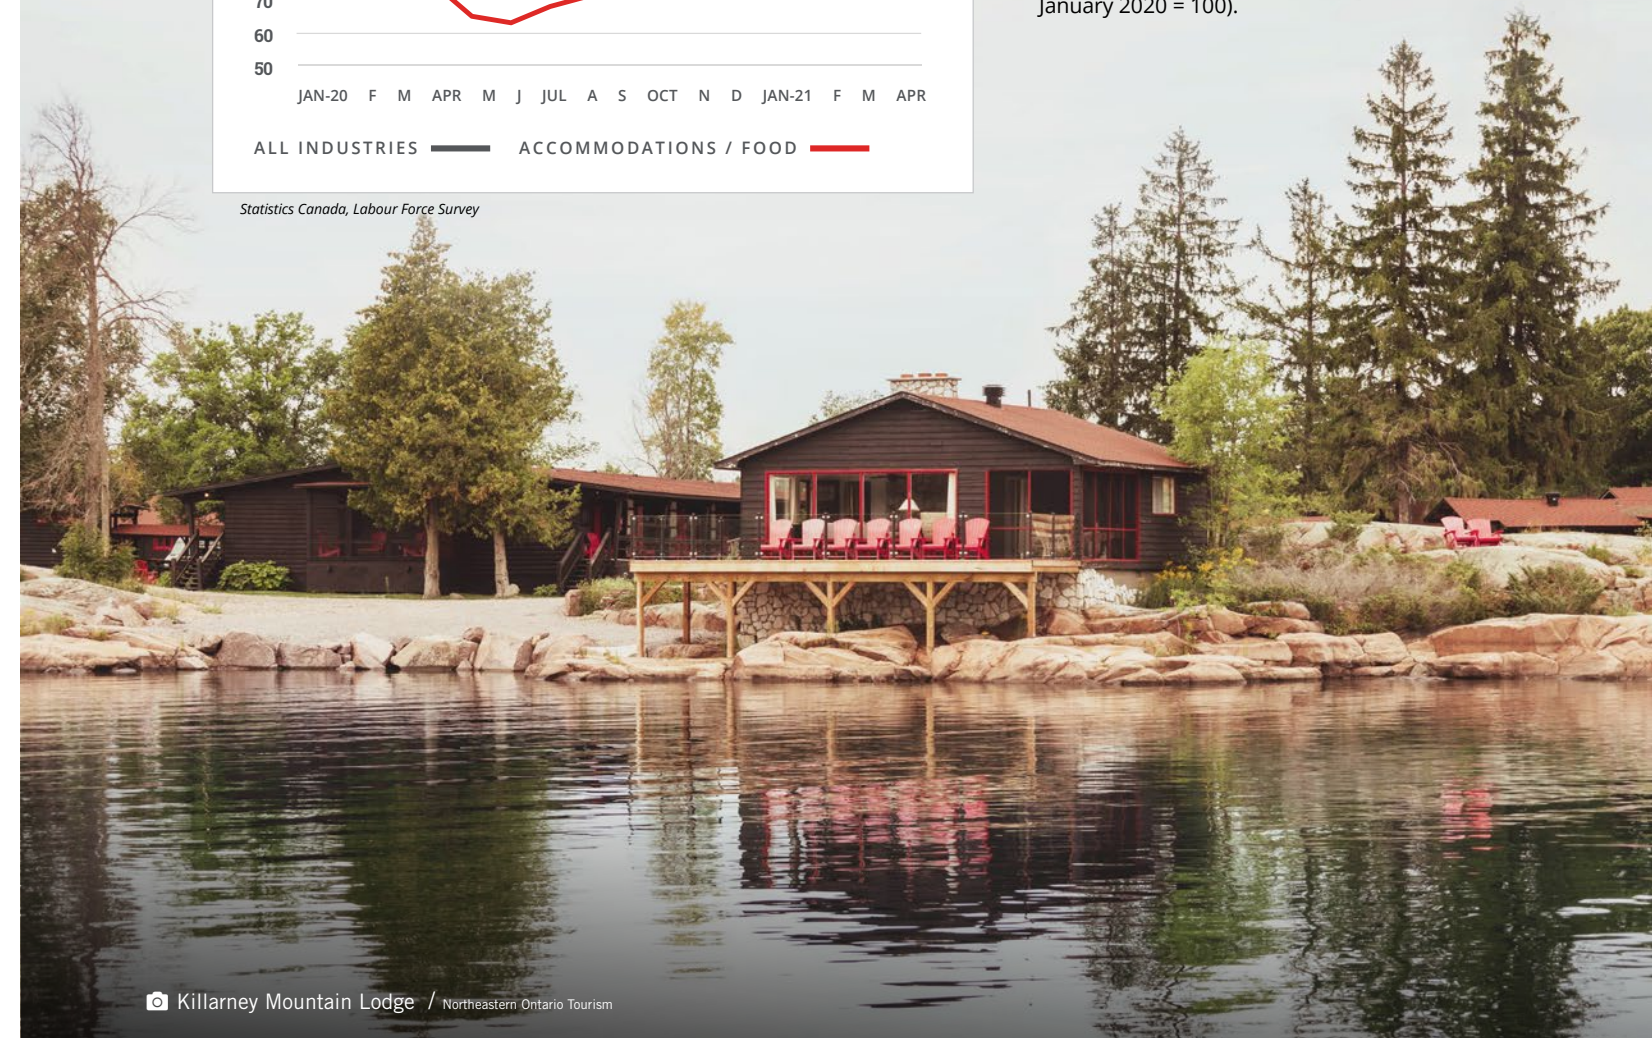 January 2020 = 100).
70
60
50
JAN-20 F M APR M J JUL A S OCT N D JAN-21 F M APR
ALL INDUSTRIES ACCOMMODATIONS / FOOD
Statistics Canada, Labour Force Survey
Killarney Mountain Lodge / Northeastern Ontario Tourism